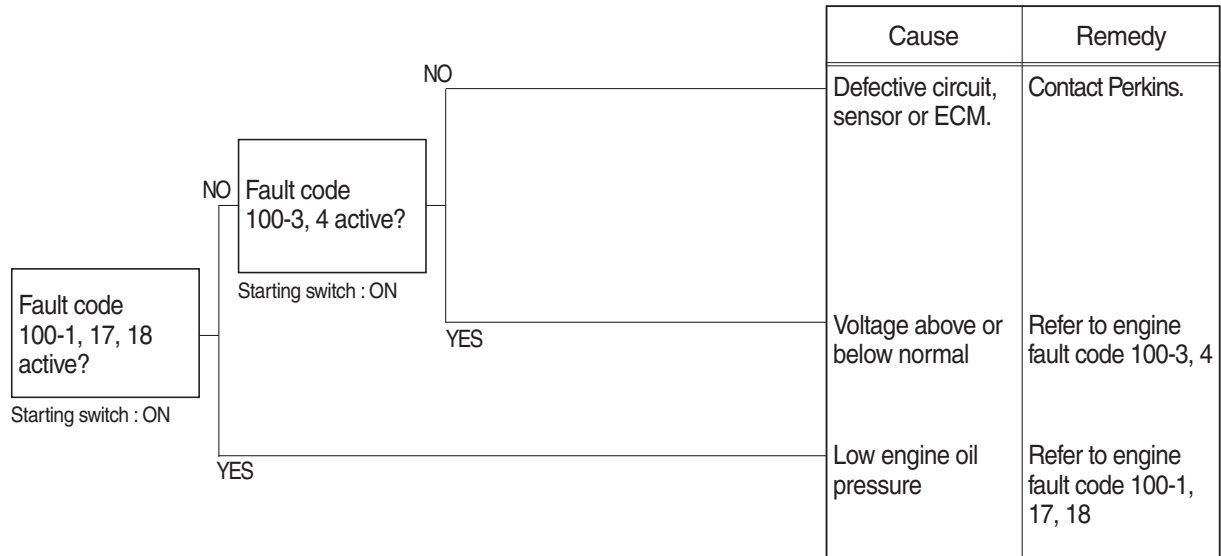 Cause
Remedy
NO
Defective circuit,
sensor or ECM.
Contact Perkins.
NO
Fault code
100-3, 4 active?
Starting switch : ON
Fault code
100-1, 17, 18
active?
Starting switch : ON
YES
Voltage above or
below normal
Refer to engine
fault code 100-3, 4
YES
Low engine oil
pressure
Refer to engine
fault code 100-1,
17, 18